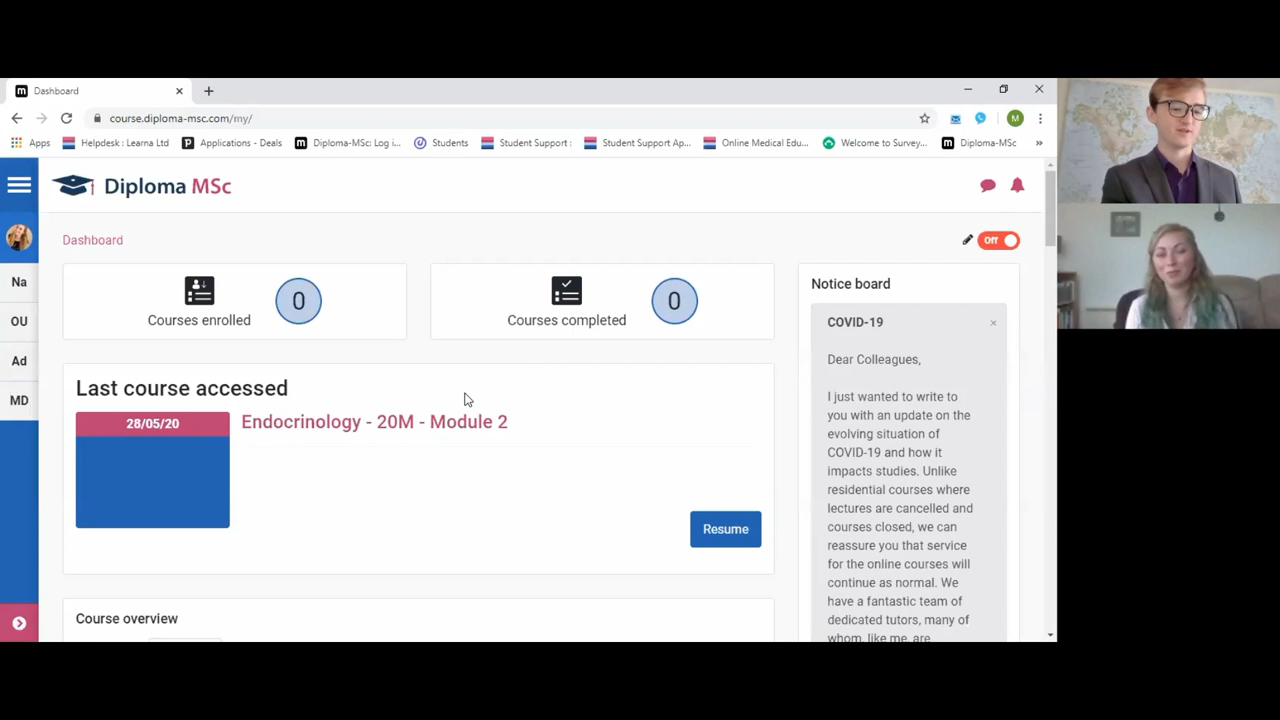 Dashboard
course.diploma-msc.com/my/
M
Apps
Helpdesk : Learna Ltd
Applications - Deals
Diploma-MSc: Log i...
Students
Student Support :
Student Support Ap...
Online Medical Edu...
Welcome to Survey...
Diploma-MSc
»
Diploma MSc
Dashboard
Off
Na
OU
Ad
MD
0
Courses enrolled
0
Courses completed
Last course accessed
28/05/20
Endocrinology - 20M - Module 2
Resume
Course overview
Notice board
COVID-19
×
Dear Colleagues,
I just wanted to write to
you with an update on the
evolving situation of
COVID-19 and how it
impacts studies. Unlike
residential courses where
lectures are cancelled and
courses closed, we can
reassure you that service
for the online courses will
continue as normal. We
have a fantastic team of
dedicated tutors, many of
whom, like me, are